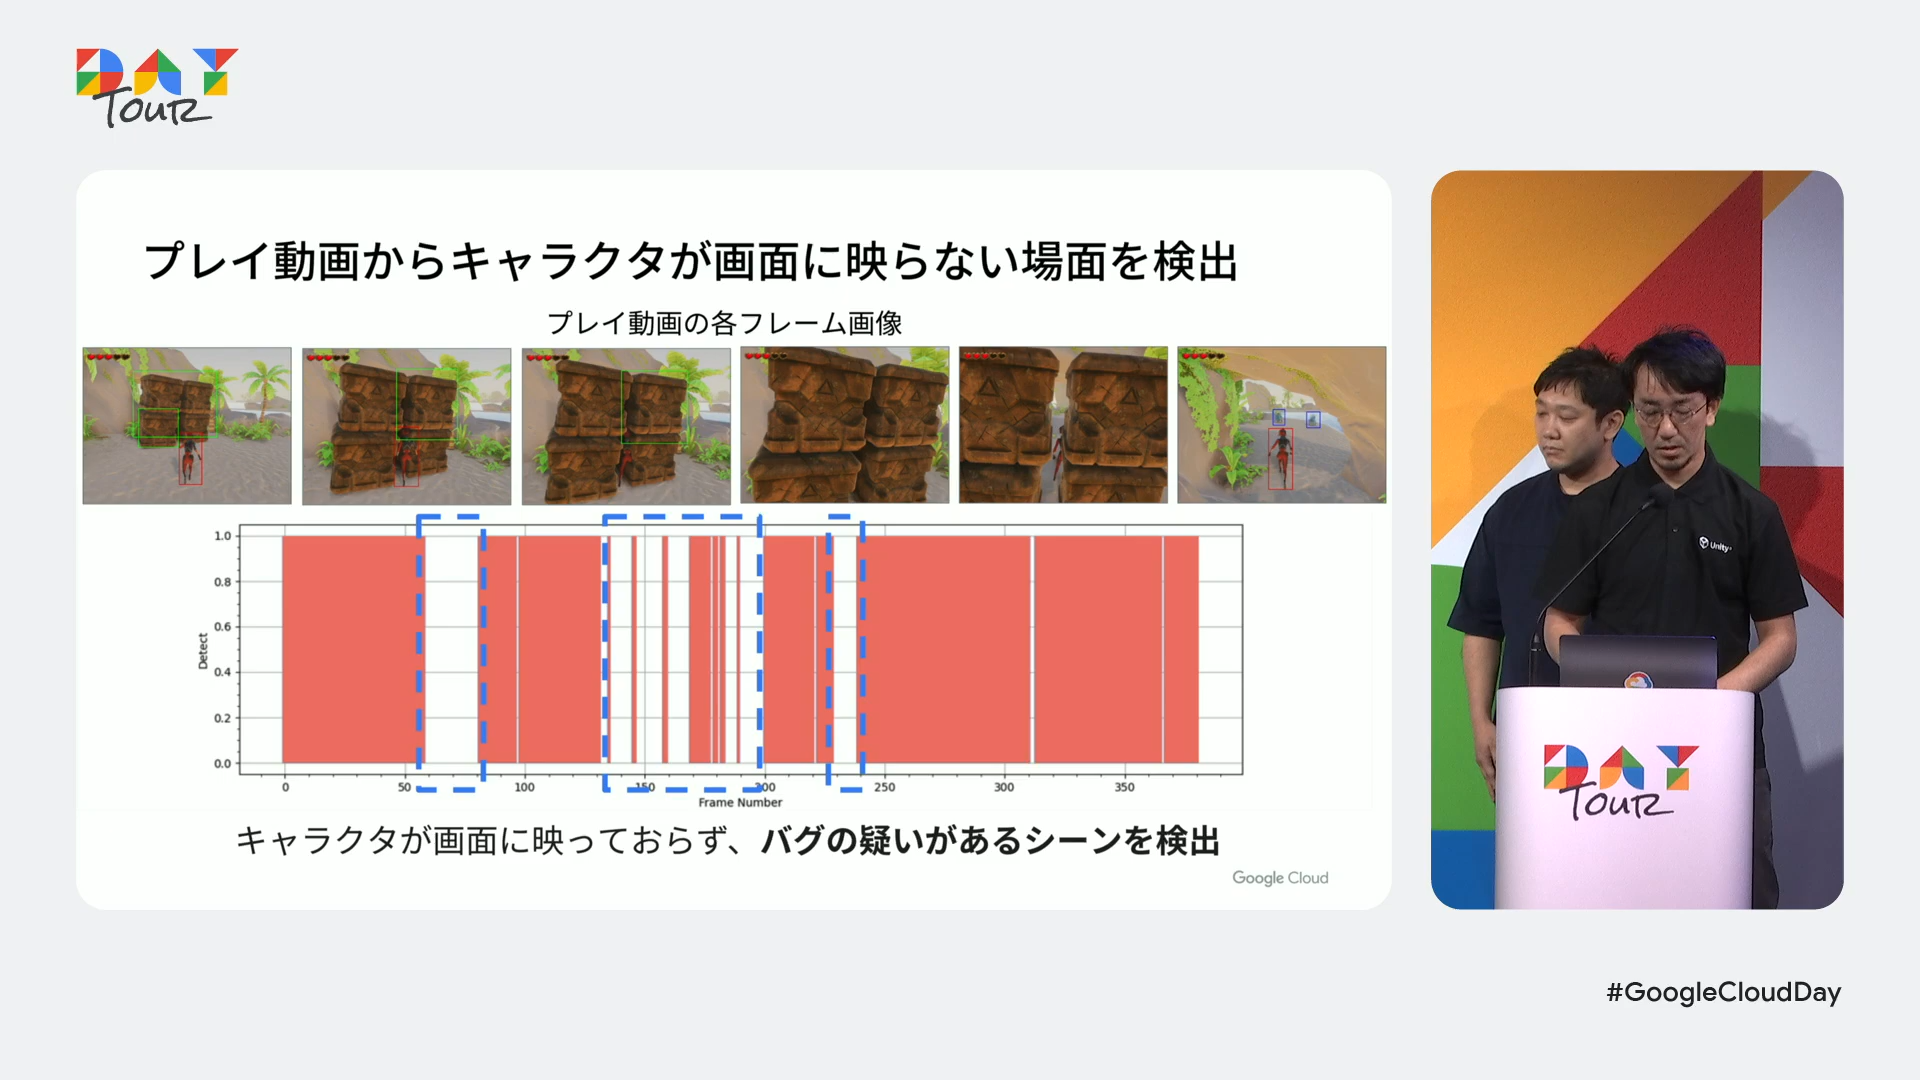 DAY
Tour
プレイ動画からキャラクタが画面に映らない場面を検出
プレイ動画の各フレーム画像
1.0
0.8
0.6
0.4
0.2
0.0
Detect
0 50 100 150 200 250 300 350
Frame Number
キャラクタが画面に映っておらず、バグの疑いがあるシーンを検出
Google Cloud
Unity
DAY
Tour
#GoogleCloudDay